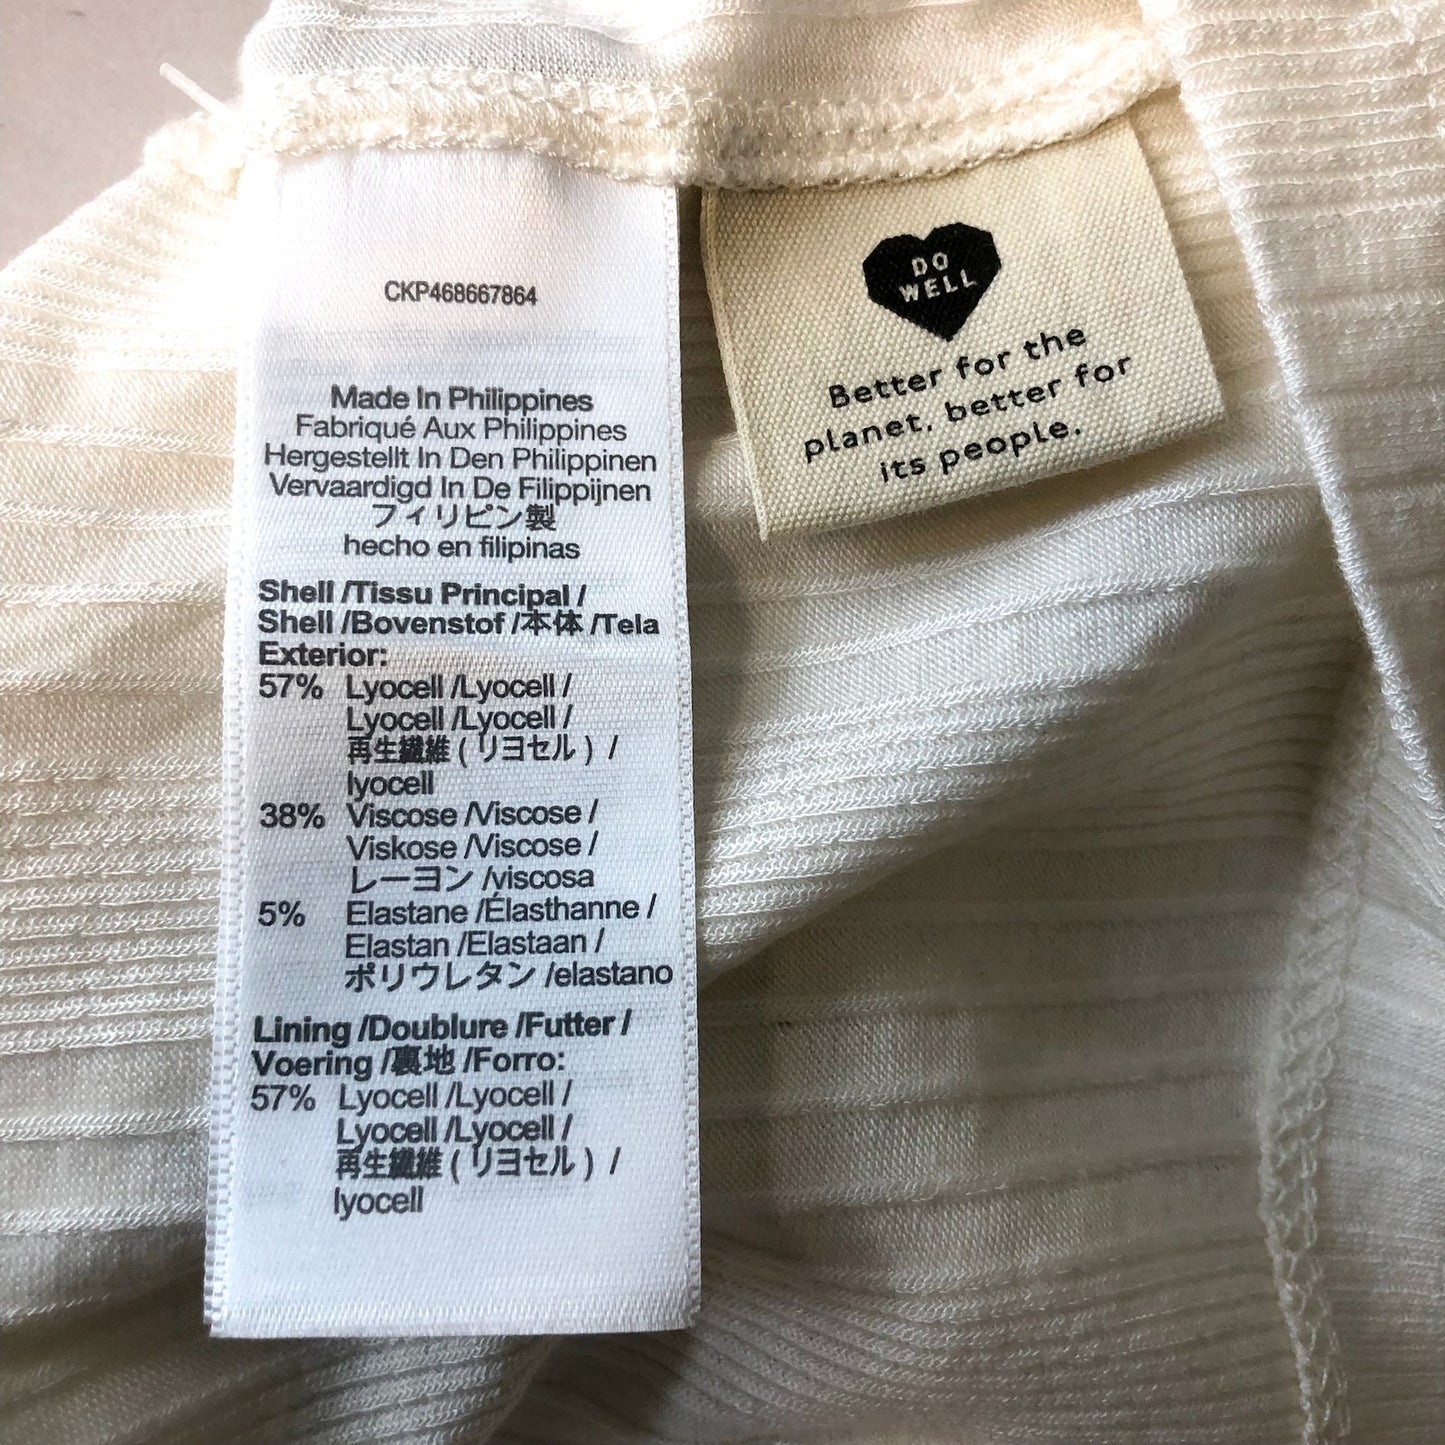 CKP468667864
Made In Philippines
Fabriqué Aux Philippines
Hergestellt In Den Philippinen
Vervaardigd In De Filippijnen
フィリピン製
hecho en filipinas
Shell /Tissu Principal /
Shell /Bovenstof /本体 /Tela
Exterior:
57% Lyocell /Lyocell /
Lyocell /Lyocell /
再生繊維 ( リヨセル ) /
lyocell
38% Viscose /Viscose /
Viskose /Viscose /
レーヨン /viscosa
5% Elastane /Élasthanne /
Elastan /Elastaan /
ポリウレタン /elastano
Lining /Doublure /Futter /
Voering /裏地 /Forro:
57% Lyocell /Lyocell /
Lyocell /Lyocell /
再生繊維 ( リヨセル ) /
lyocell
DO
WELL
Better for the
planet, better for
its people.